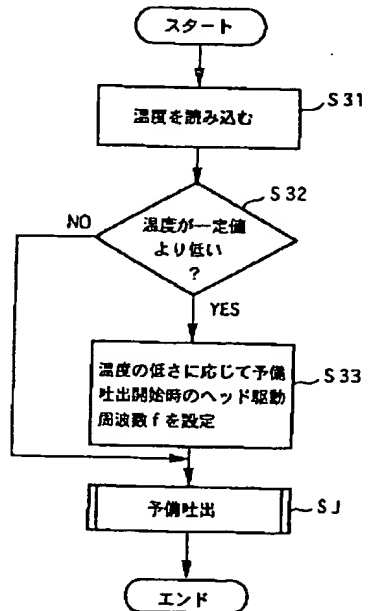 スタート
温度を読み込む
S31
S32
温度が一定値
より低い
?
NO
YES
温度の低さに応じて予備
吐出開始時のヘッド駆動
周波数fを設定
S33
予備吐出
SJ
エンド